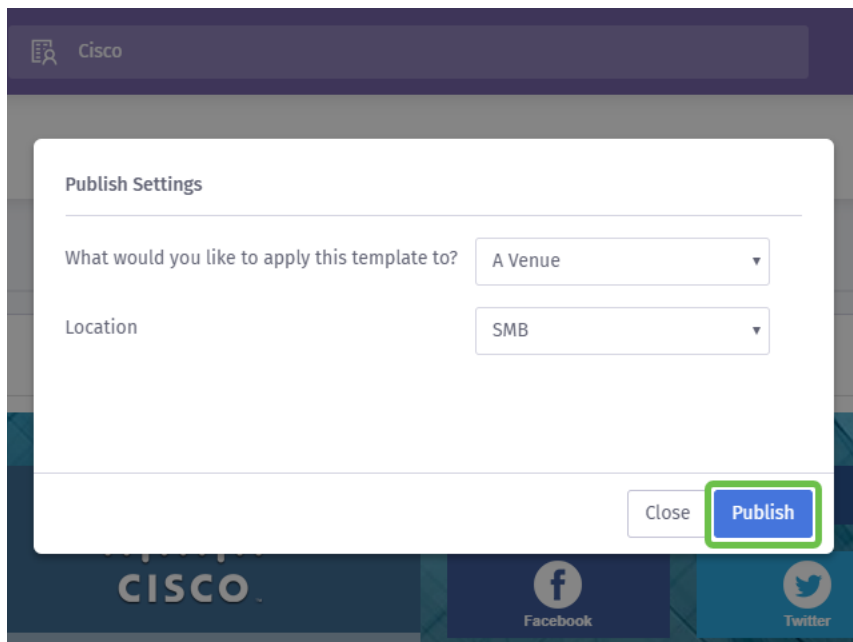 Cisco
Publish Settings
What would you like to apply this template to?
A Venue
Location
SMB
Close
Publish
CISCO
Facebook
Twitter